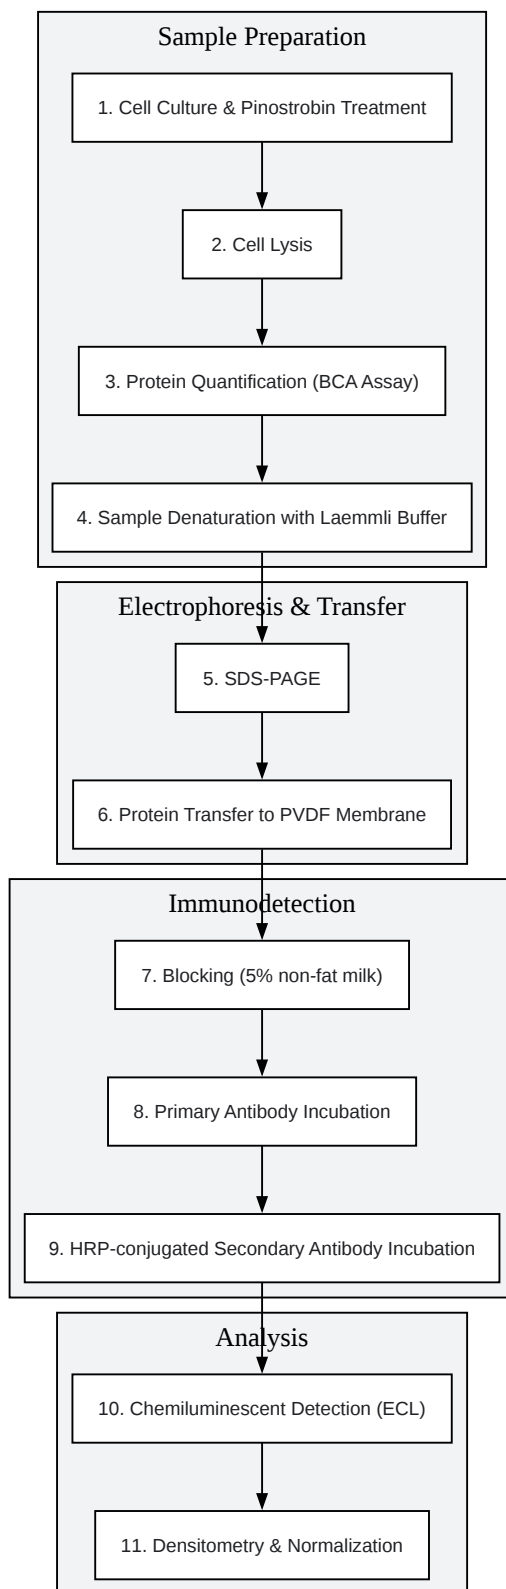 Sample Preparation
1. Cell Culture & Pinostrobin Treatment
2. Cell Lysis
3. Protein Quantification (BCA Assay)
4. Sample Denaturation with Laemmli Buffer
Electrophoresis & Transfer
5. SDS-PAGE
6. Protein Transfer to PVDF Membrane
Immunodetection
7. Blocking (5% non-fat milk)
8. Primary Antibody Incubation
9. HRP-conjugated Secondary Antibody Incubation
Analysis
10. Chemiluminescent Detection (ECL)
11. Densitometry & Normalization